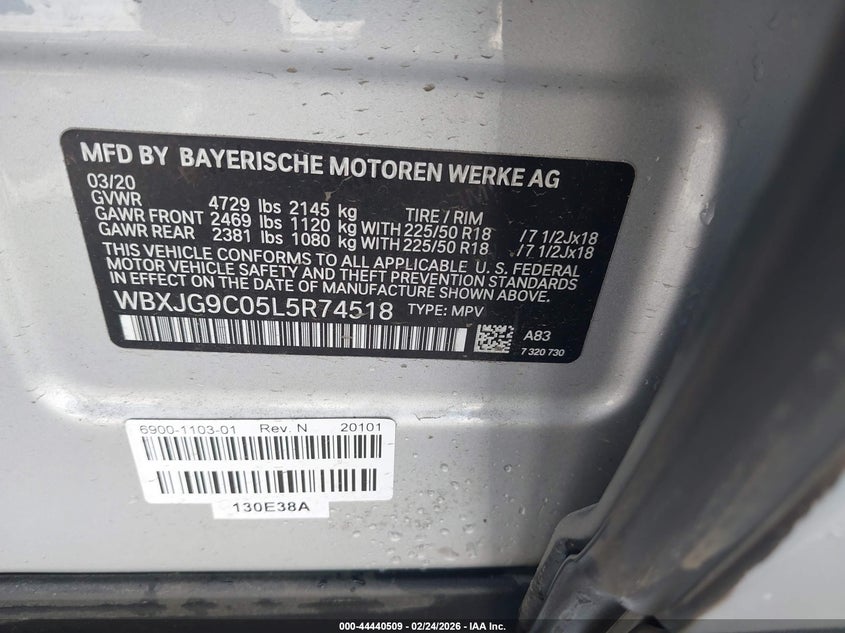 MFD BY BAYERISCHE MOTOREN WERKE AG
03/20
GVWR 4729 lbs 2145 kg TIRE / RIM
GAWR FRONT 2469 lbs 1120 kg WITH 225/50 R18 /7 1/2Jx18
GAWR REAR 2381 lbs 1080 kg WITH 225/50 R18 /7 1/2Jx18
THIS VEHICLE CONFORMS TO ALL APPLICABLE U. S. FEDERAL
MOTOR VEHICLE SAFETY AND THEFT PREVENTION STANDARDS
IN EFFECT ON THE DATE OF MANUFACTURE SHOWN ABOVE.
WBXJG9C05L5R74518 TYPE: MPV
A83
7 320 730
6900-1103-01 Rev. N 20101
130E38A
000-44440509 - 02/24/2026 - IAA Inc.